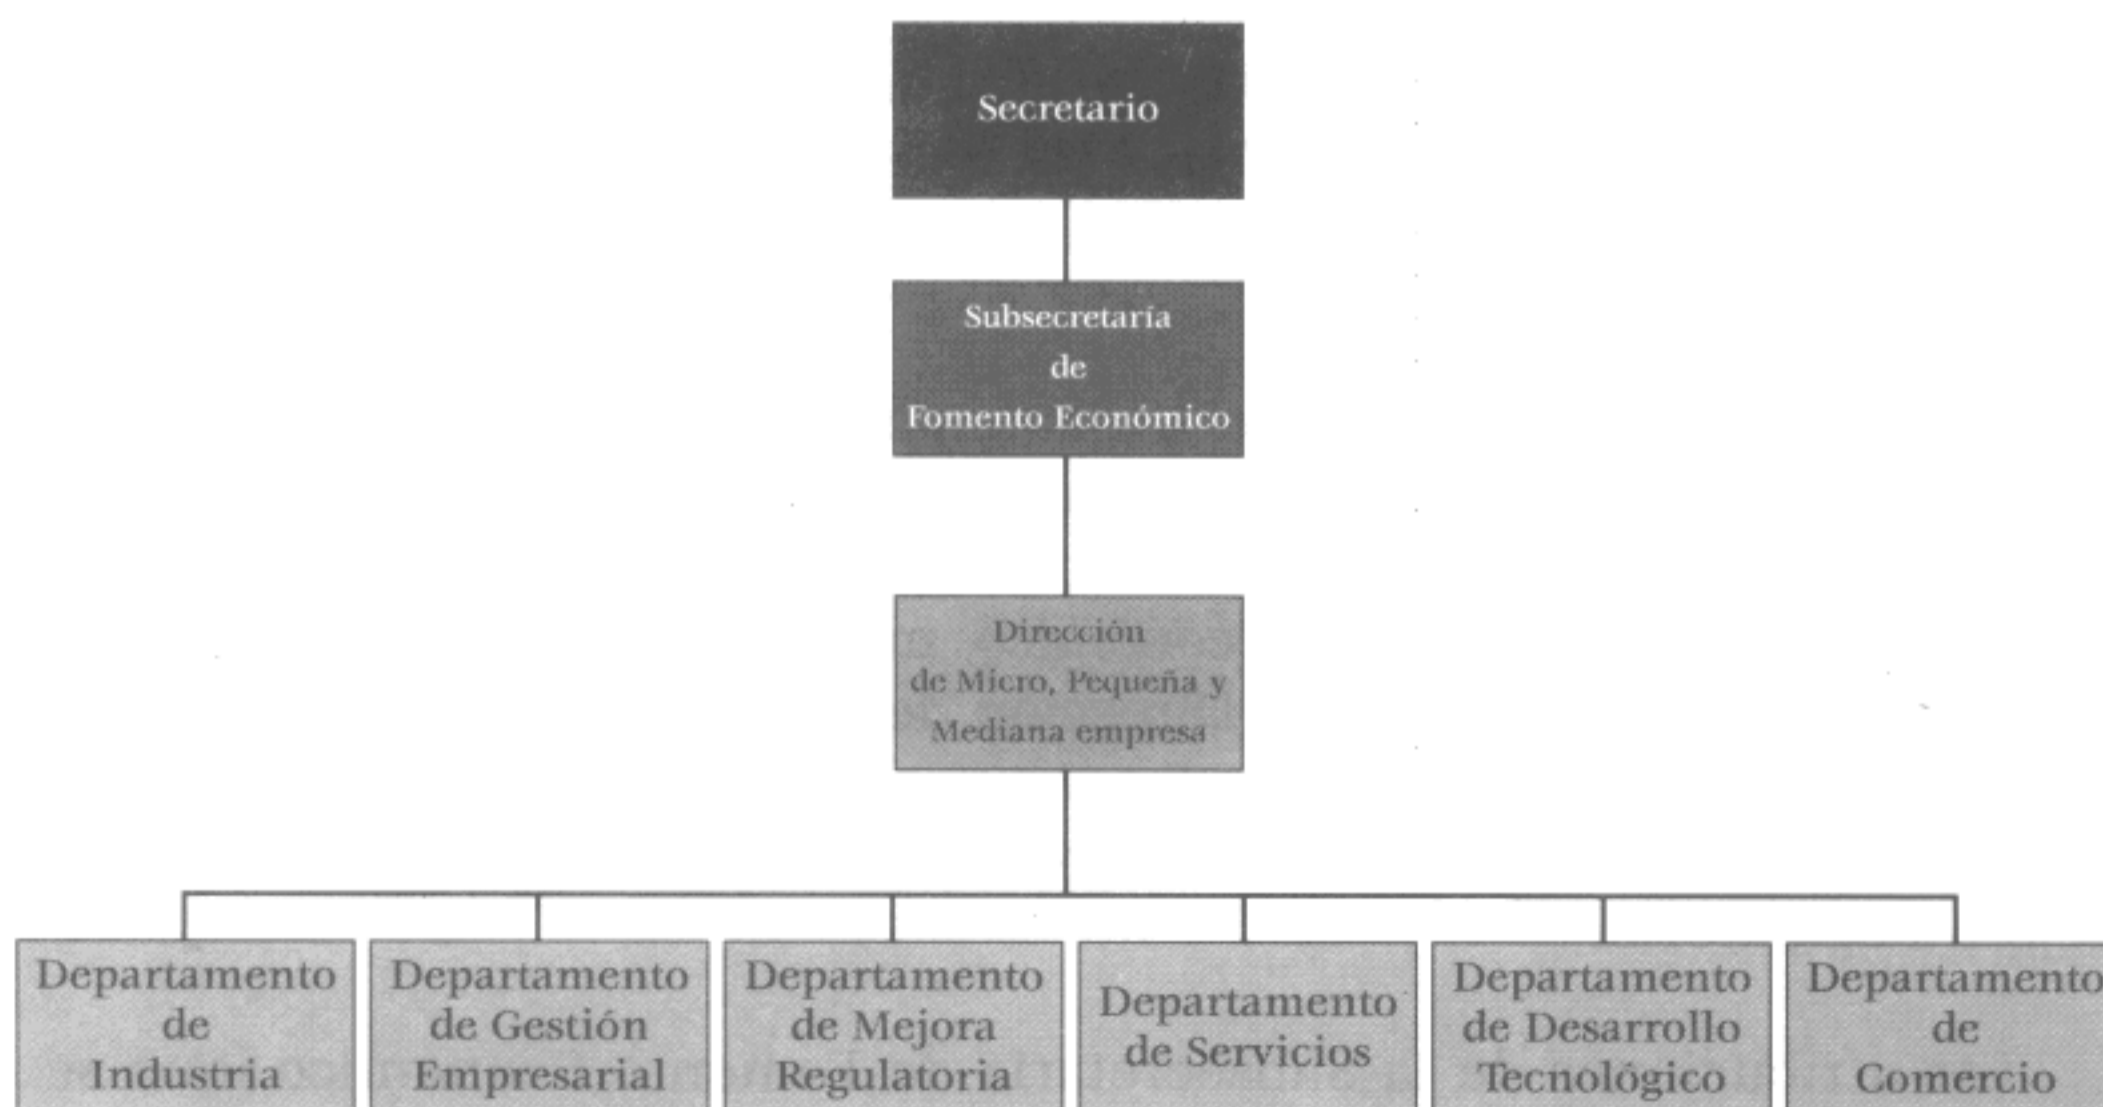 Secretario
Subsecretaría
de
Fomento Económico
Dirección
de Micro, Pequeña y
Mediana empresa
Departamento
de
Industria
Departamento
de Gestión
Empresarial
Departamento
de Mejora
Regulatoria
Departamento
de Servicios
Departamento
de Desarrollo
Tecnológico
Departamento
de
Comercio